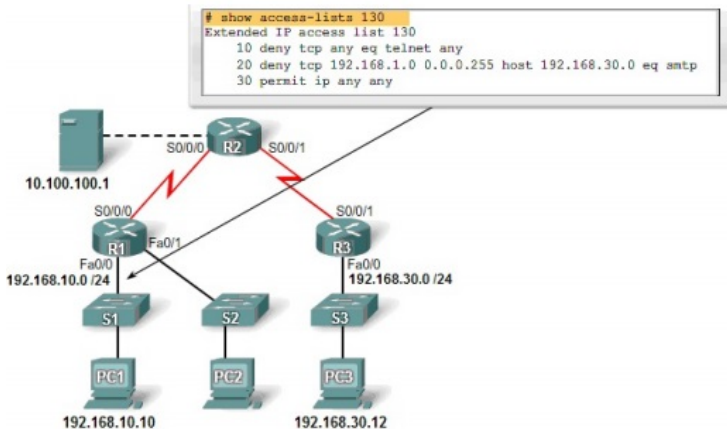 # show access-lists 130
Extended IP access list 130
10 deny tcp any eq telnet any
20 deny tcp 192.168.1.0 0.0.0.255 host 192.168.30.0 eq smtp
30 permit ip any any
S0/0/0
R2
S0/0/1
10.100.100.1
S0/0/0
S0/0/1
R1
Fa0/1
R3
Fa0/0
Fa0/0
192.168.10.0 /24
192.168.30.0 /24
S1
S2
S3
PC1
PC2
PC3
192.168.10.10
192.168.30.12